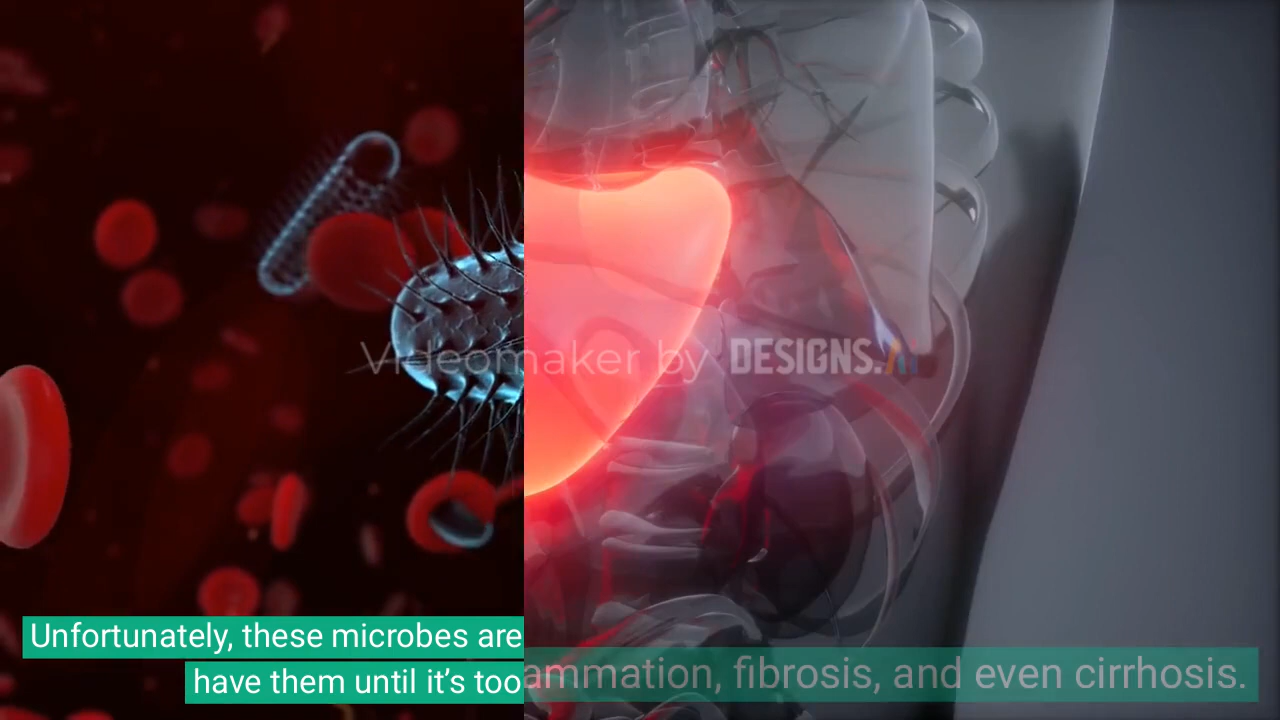 Videomaker by DESIGNS.AI
Unfortunately, these microbes are
have them until it’s too
ammation, fibrosis, and even cirrhosis.